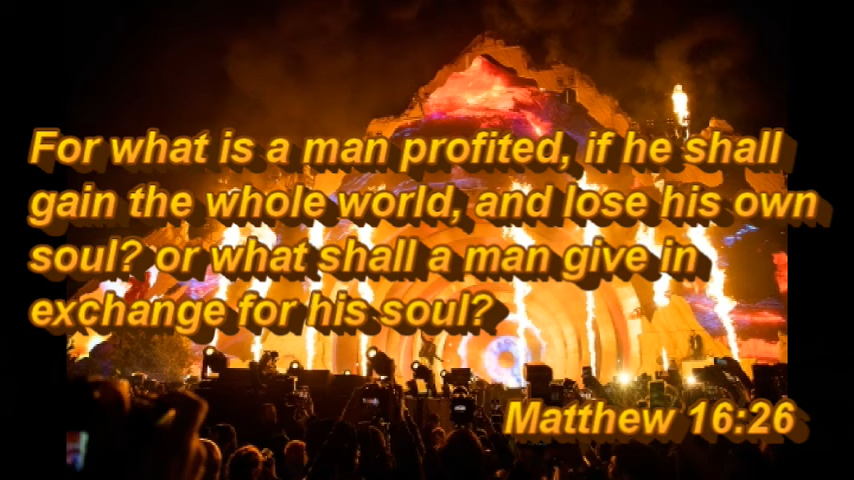 For what is a man profited, if he shall
gain the whole world, and lose his own
soul? or what shall a man give in
exchange for his soul?
Matthew 16:26